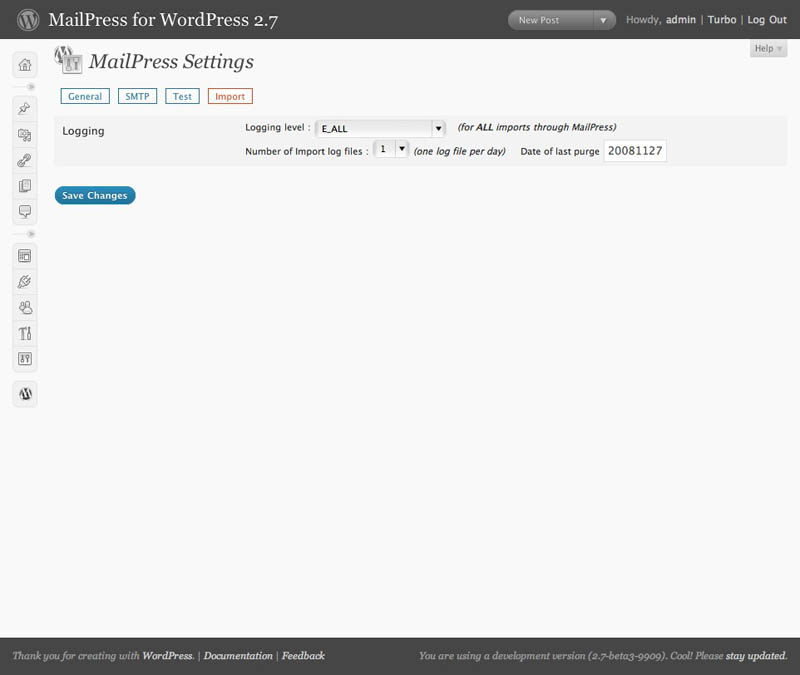 MailPress for WordPress 2.7
New Post
Howdy, admin | Turbo | Log Out
Help
MailPress Settings
General SMTP Test Import
Logging
Logging level : E_ALL (for ALL imports through MailPress)
Number of Import log files : 1 (one log file per day) Date of last purge 20081127
Save Changes
Thank you for creating with WordPress. | Documentation | Feedback
You are using a development version (2.7-beta3-9909). Cool! Please stay updated.